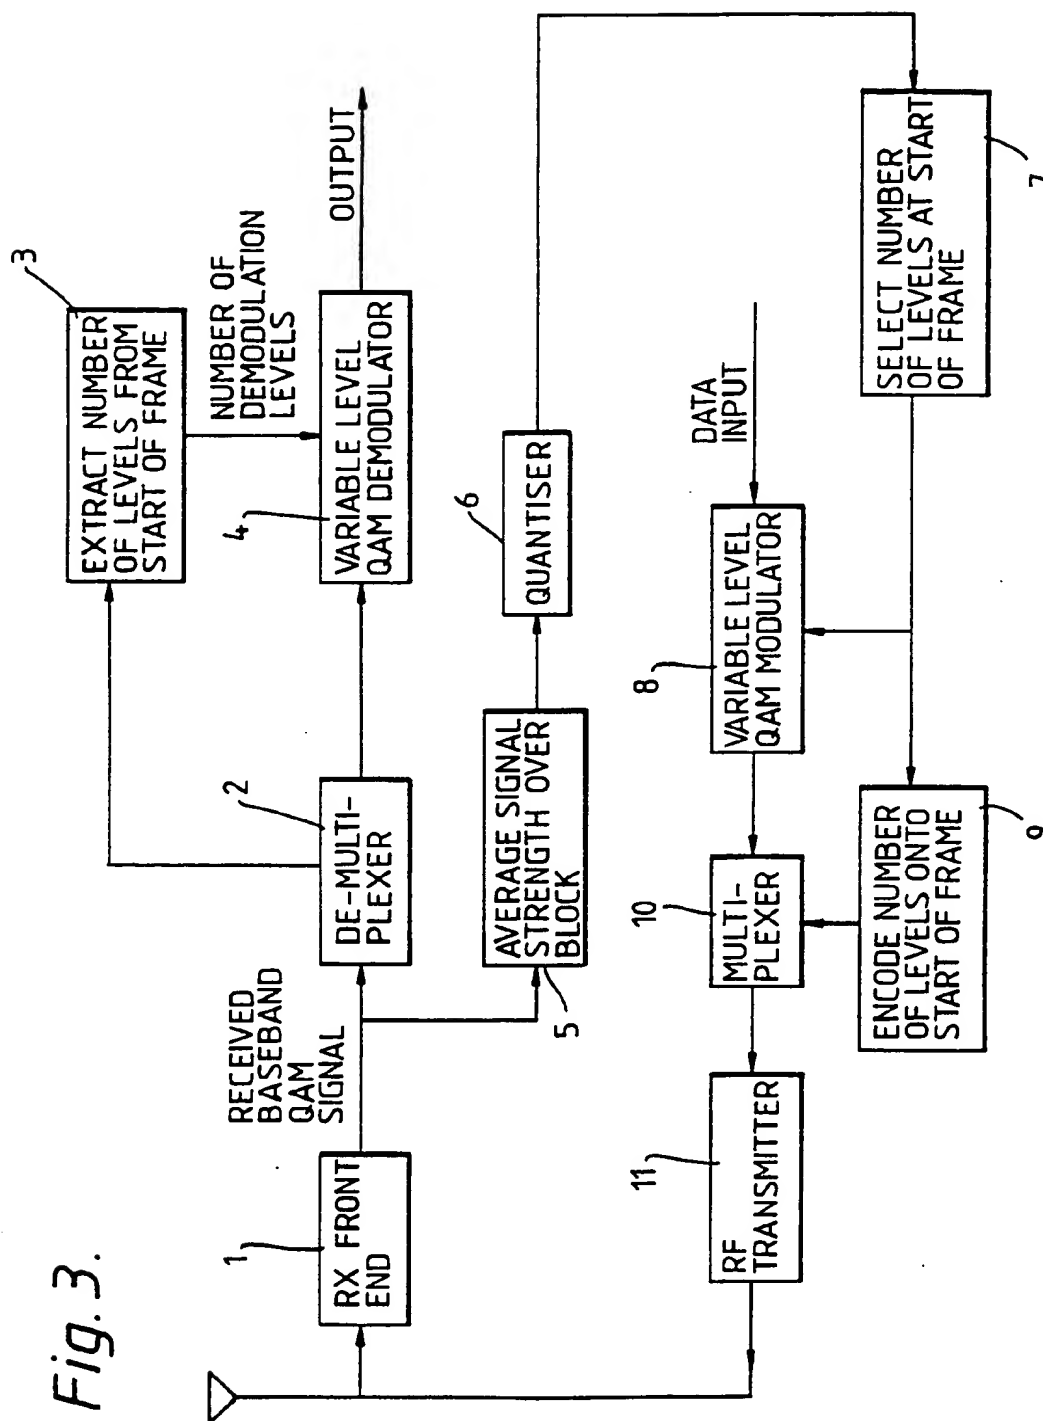 Fig. 3.
1
RX FRONT
END
RECEIVED
BASEBAND
QAM
SIGNAL
2
DE-MULTI-
PLEXER
3
EXTRACT NUMBER
OF LEVELS FROM
START OF FRAME
NUMBER OF
DEMODULATION
LEVELS
4
VARIABLE LEVEL
QAM DEMODULATOR
OUTPUT
5
AVERAGE SIGNAL
STRENGTH OVER
BLOCK
6
QUANTISER
7
SELECT NUMBER
OF LEVELS AT START
OF FRAME
DATA
INPUT
8
VARIABLE LEVEL
QAM MODULATOR
9
ENCODE NUMBER
OF LEVELS ONTO
START OF FRAME
10
MULTI-
PLEXER
11
RF
TRANSMITTER